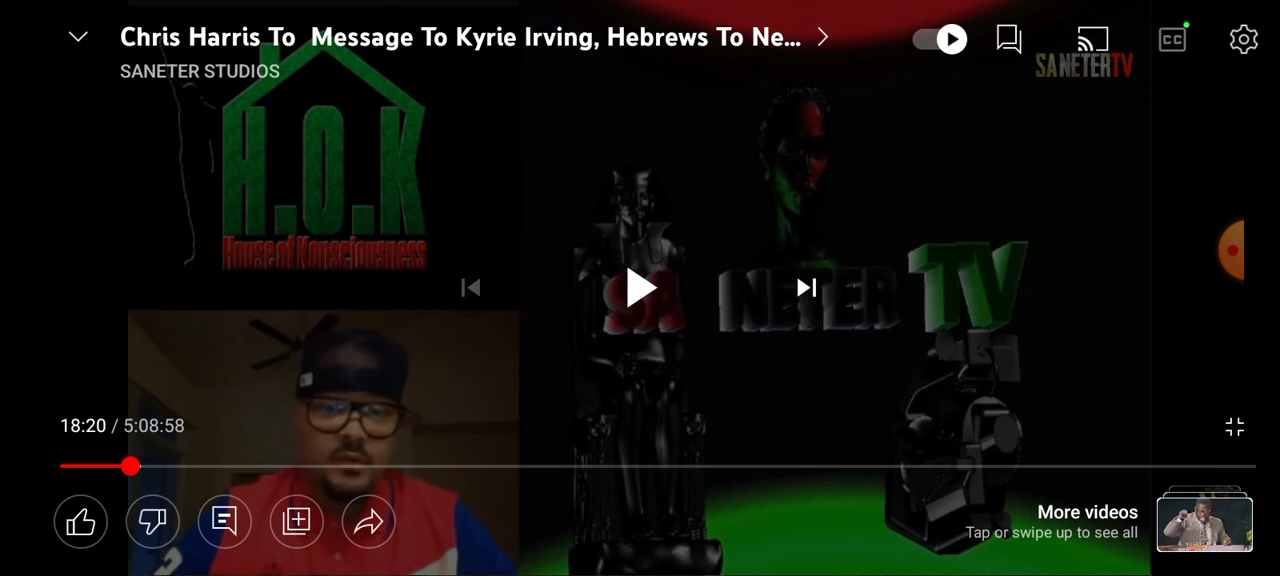 Chris Harris To Message To Kyrie Irving, Hebrews To Ne...
SANETER STUDIOS
CC
SANETERTV
H.O.K
House of Konsciousness
SA NETER TV
18:20 / 5:08:58
More videos
Tap or swipe up to see all